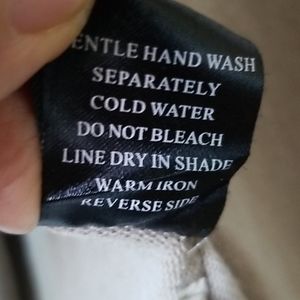 ENTLE HAND WASH
SEPARATELY
COLD WATER
DO NOT BLEACH
LINE DRY IN SHADE
WARM IRON
REVERSE SIDE